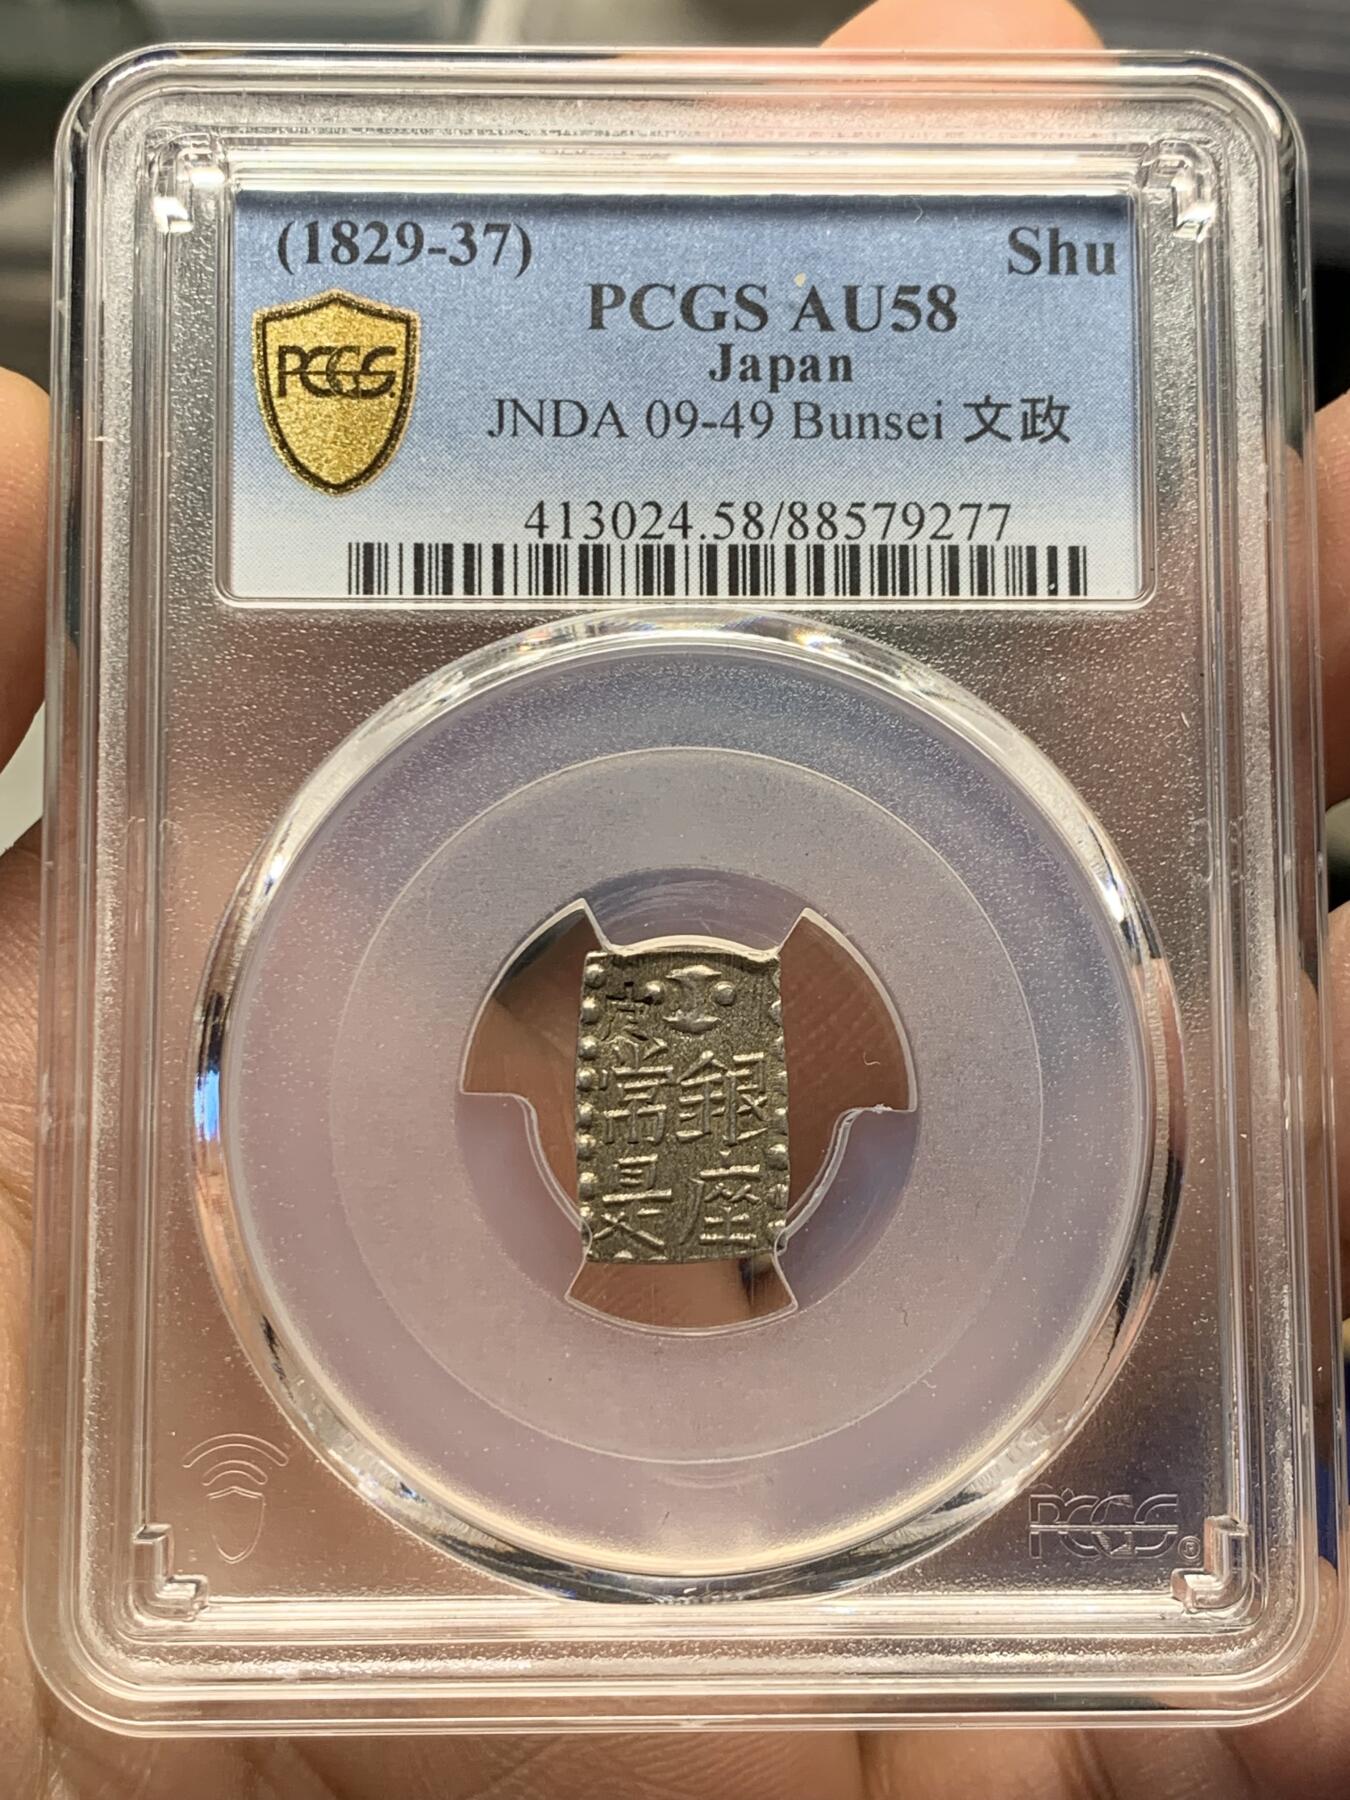 (1829-37) Shu
PCGS AU58
Japan
PCGS
JNDA 09-49 Bunsei 文政
413024.58/88579277
定
銀座
常是
PCGS®